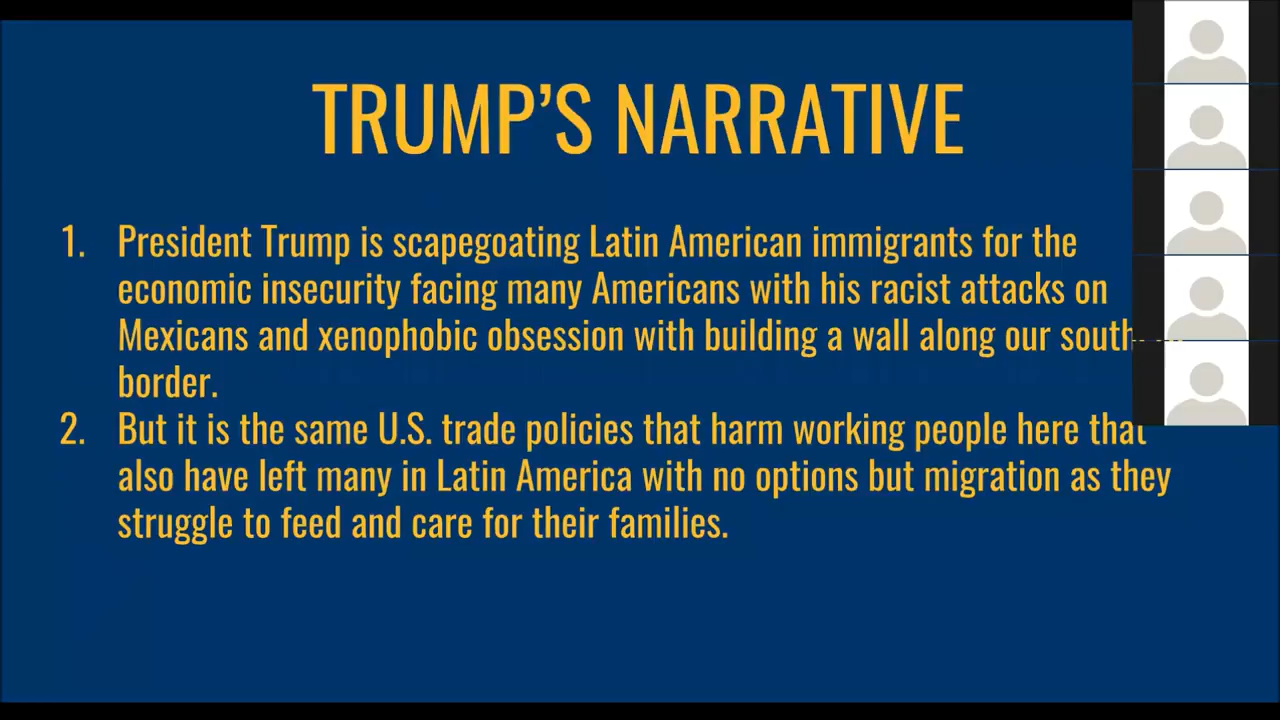 TRUMP'S NARRATIVE
1. President Trump is scapegoating Latin American immigrants for the
economic insecurity facing many Americans with his racist attacks on
Mexicans and xenophobic obsession with building a wall along our
border.
2. But it is the same U.S. trade policies that harm working people here that
also have left many in Latin America with no options but migration as they
struggle to feed and care for their families.